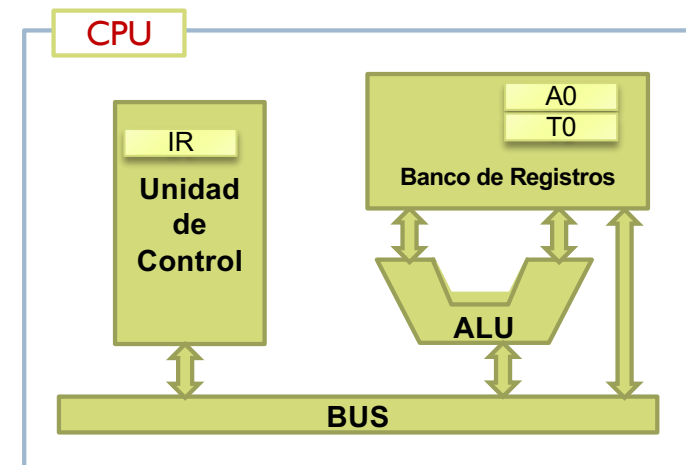 CPU
IR
Unidad
de
Control
A0
T0
Banco de Registros
ALU
BUS